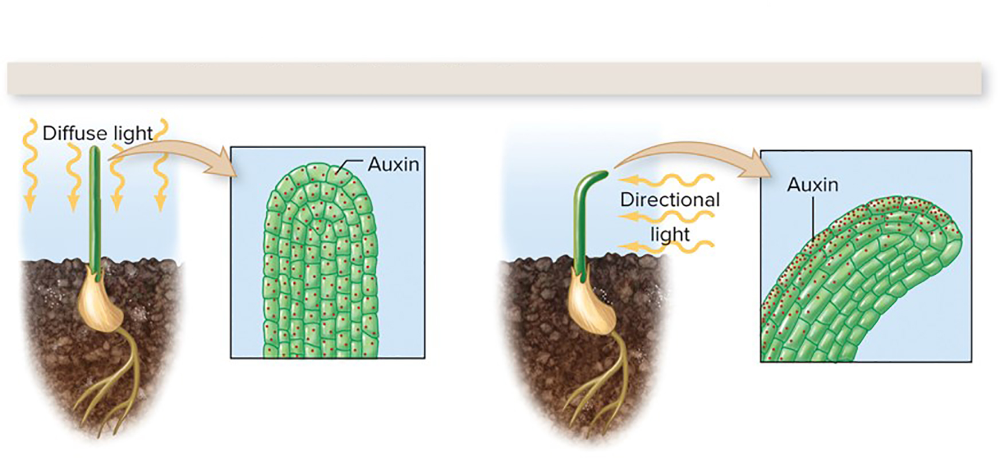 Diffuse light
Auxin
Directional
light
Auxin